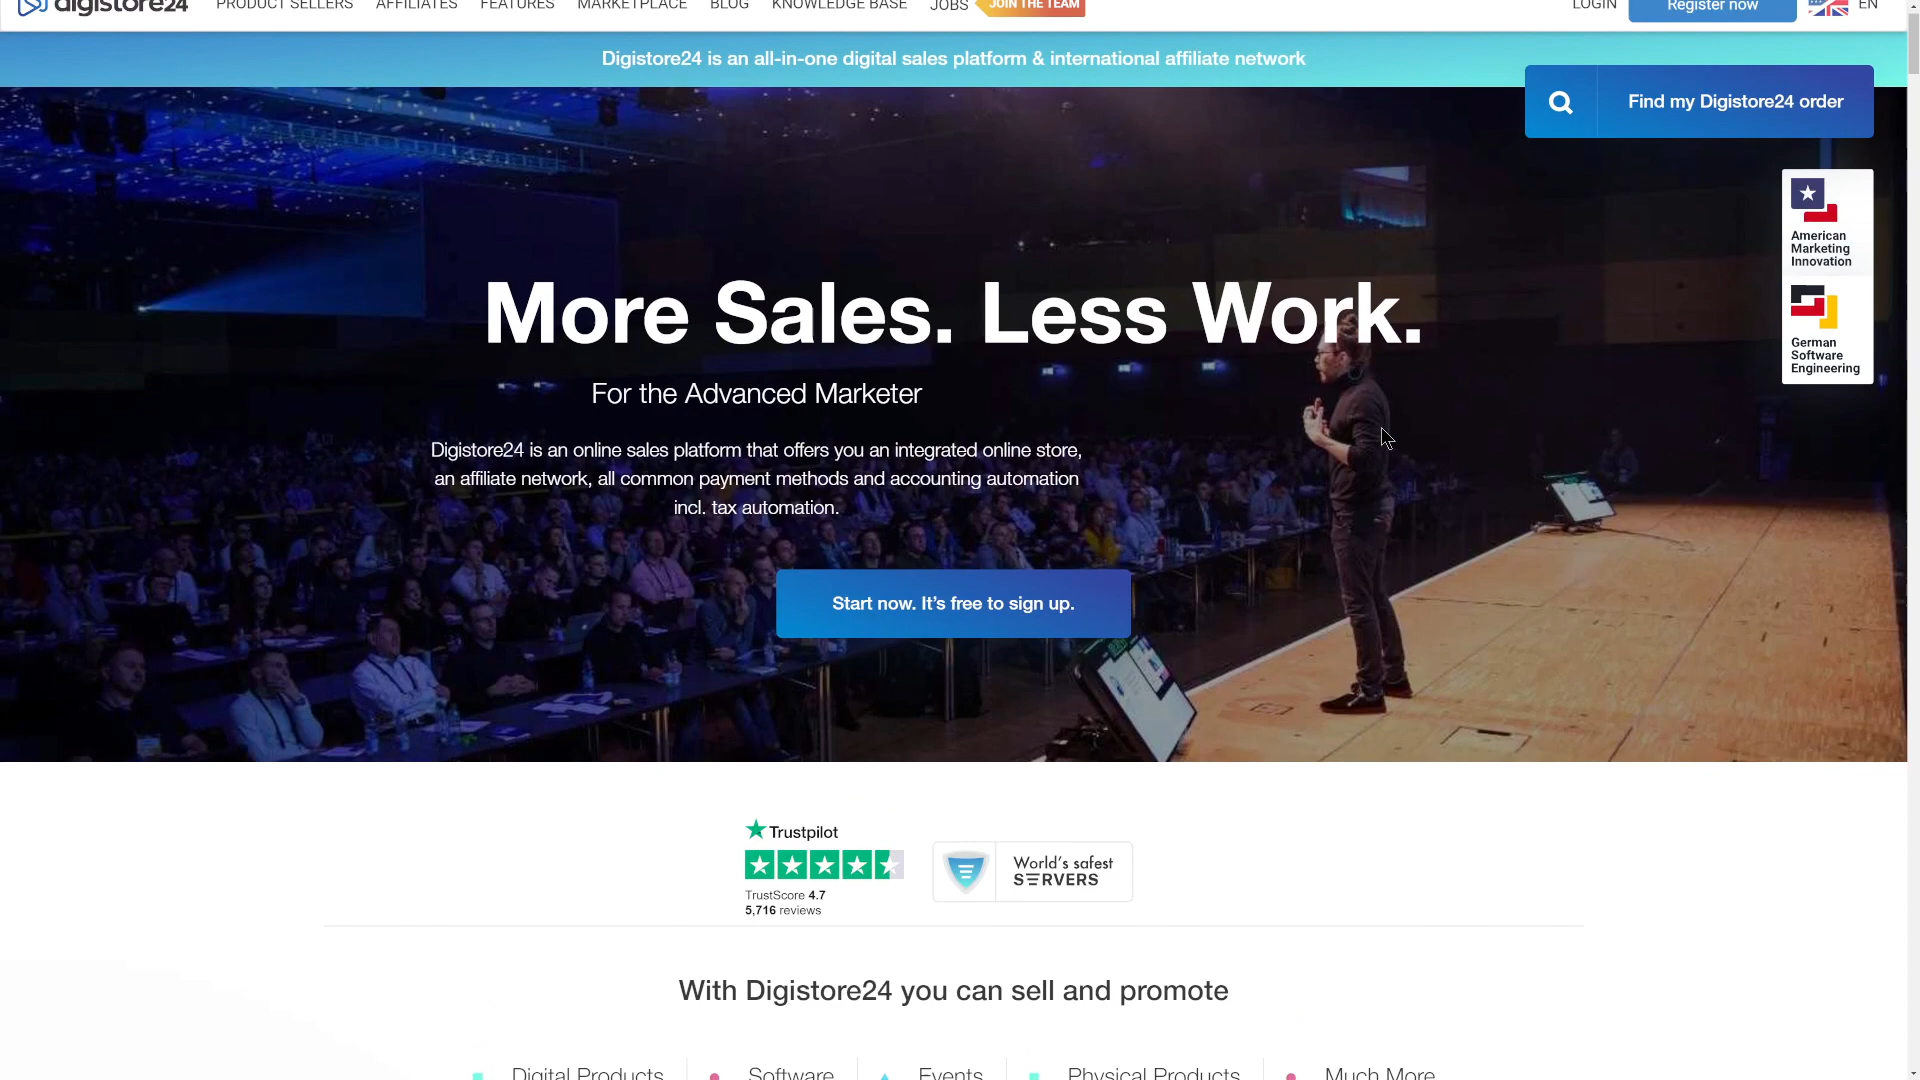 digistore24 PRODUCT SELLERS AFFILIATES FEATURES MARKETPLACE BLOG KNOWLEDGE BASE JOBS JOIN THE TEAM LOGIN Register now EN
Digistore24 is an all-in-one digital sales platform & international affiliate network
Find my Digistore24 order
American
Marketing
Innovation
German
Software
Engineering
More Sales. Less Work.
For the Advanced Marketer
Digistore24 is an online sales platform that offers you an integrated online store,
an affiliate network, all common payment methods and accounting automation
incl. tax automation.
Start now. It’s free to sign up.
Trustpilot
TrustScore 4.7
5,716 reviews
World's safest
SERVERS
With Digistore24 you can sell and promote
Digital Products Software Events Physical Products Much More